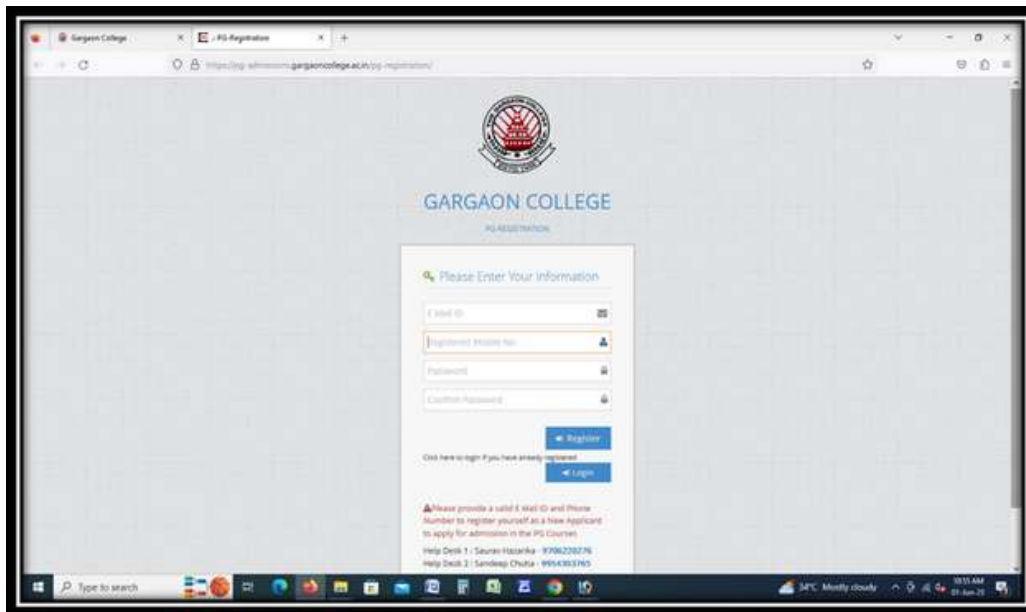 Gargaon College
PG-Registration
https://pg-admission.gargaoncollege.ac.in/pg-registration/
GARGAON COLLEGE
PG-REGISTRATION
Please Enter Your Information
E Mail ID
Registered Mobile No.
Password
Confirm Password
Register
Click here to login if you have already registered
Login
Please provide a valid E Mail ID and Phone
Number to register yourself as a New Applicant
to apply for admission in the PG Courses
Help Desk 1 : Saurav Hazarika - 9706220276
Help Desk 2 : Sandeep Chutia - 9954303765
Type to search
34°C Mostly cloudy
10:55 AM
01-Jun-23